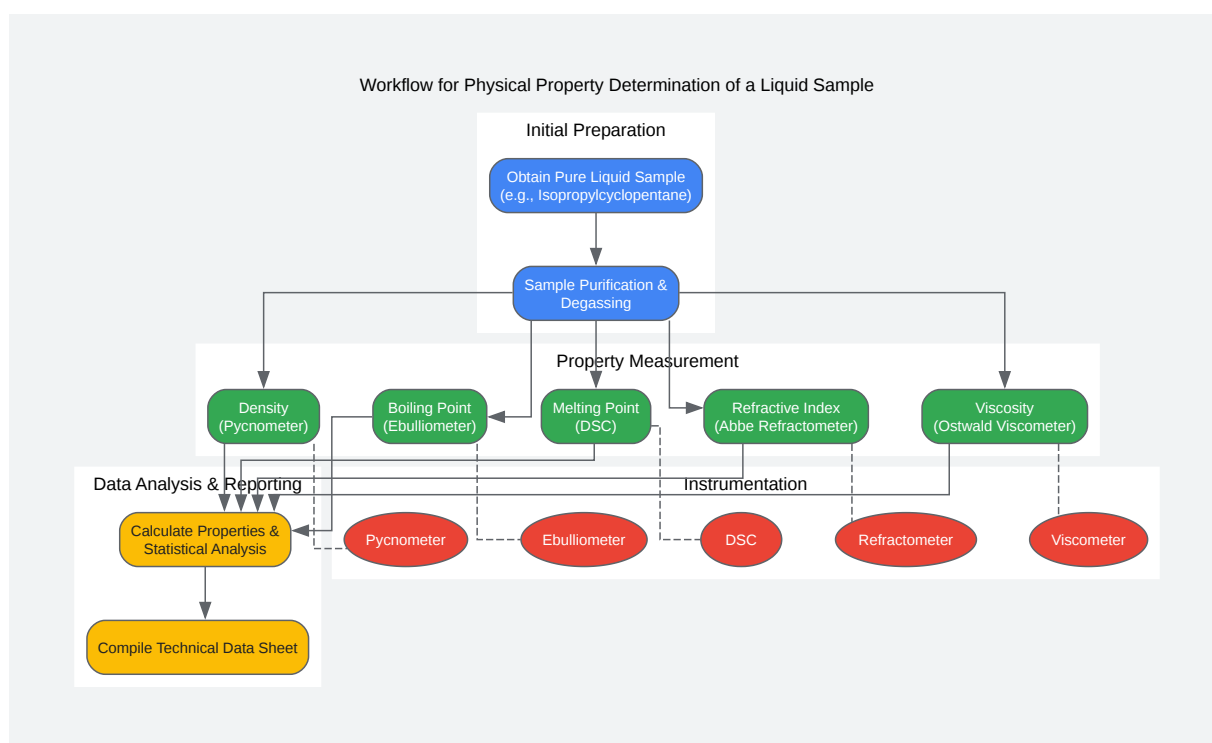 Workflow for Physical Property Determination of a Liquid Sample
Initial Preparation
Obtain Pure Liquid Sample
(e.g., Isopropylcyclopentane)
Sample Purification &
Degassing
Property Measurement
Density
(Pycnometer)
Boiling Point
(Ebulliometer)
Melting Point
(DSC)
Refractive Index
(Abbe Refractometer)
Viscosity
(Ostwald Viscometer)
Data Analysis & Reporting
Instrumentation
Calculate Properties &
Statistical Analysis
Pycnometer
Ebulliometer
DSC
Refractometer
Viscometer
Compile Technical Data Sheet